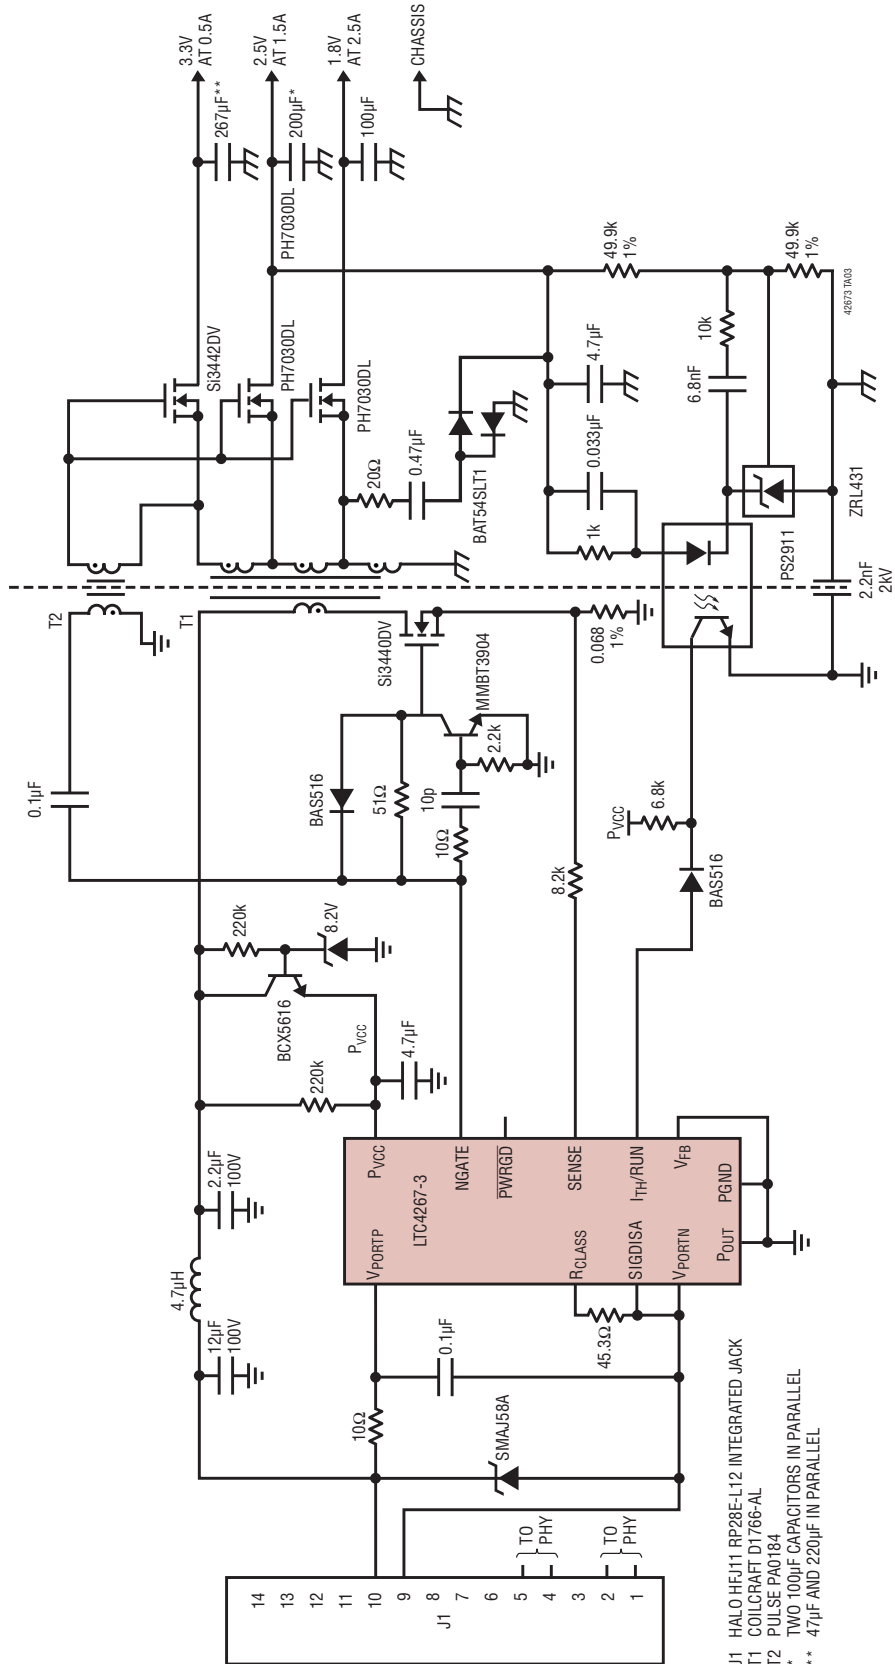 3.3V
AT 0.5A
2.5V
AT 1.5A
1.8V
AT 2.5A
CHASSIS
267µF**
200µF*
100µF
PH7030DL
Si3442DV
PH7030DL
PH7030DL
20Ω
0.47µF
BAT54SLT1
4.7µF
0.033µF
1k
49.9k
1%
10k
6.8nF
49.9k
1%
42673 TA03
ZRL431
PS2911
2.2nF
2kV
T2
T1
Si3440DV
MMBT3904
0.068
1%
0.1µF
BAS516
51Ω
10p
10Ω
2.2k
8.2k
PVCC
6.8k
BAS516
220k
8.2V
BCX5616
PVCC
220k
4.7µF
4.7µH
2.2µF
100V
12µF
100V
PVCC
NGATE
PWRGD
SENSE
ITH/RUN
VFB
LTC4267-3
VPORTP
RCLASS
SIGDISA
VPORTN
PGND
POUT
10Ω
0.1µF
45.3Ω
SMAJ58A
14
13
12
11
10
9
8
7
6
5
4
3
2
1
J1
TO
PHY
TO
PHY
J1 HALO HFJ11 RP28E-L12 INTEGRATED JACK
T1 COILCRAFT D1766-AL
T2 PULSE PA0184
* TWO 100µF CAPACITORS IN PARALLEL
** 47µF AND 220µF IN PARALLEL